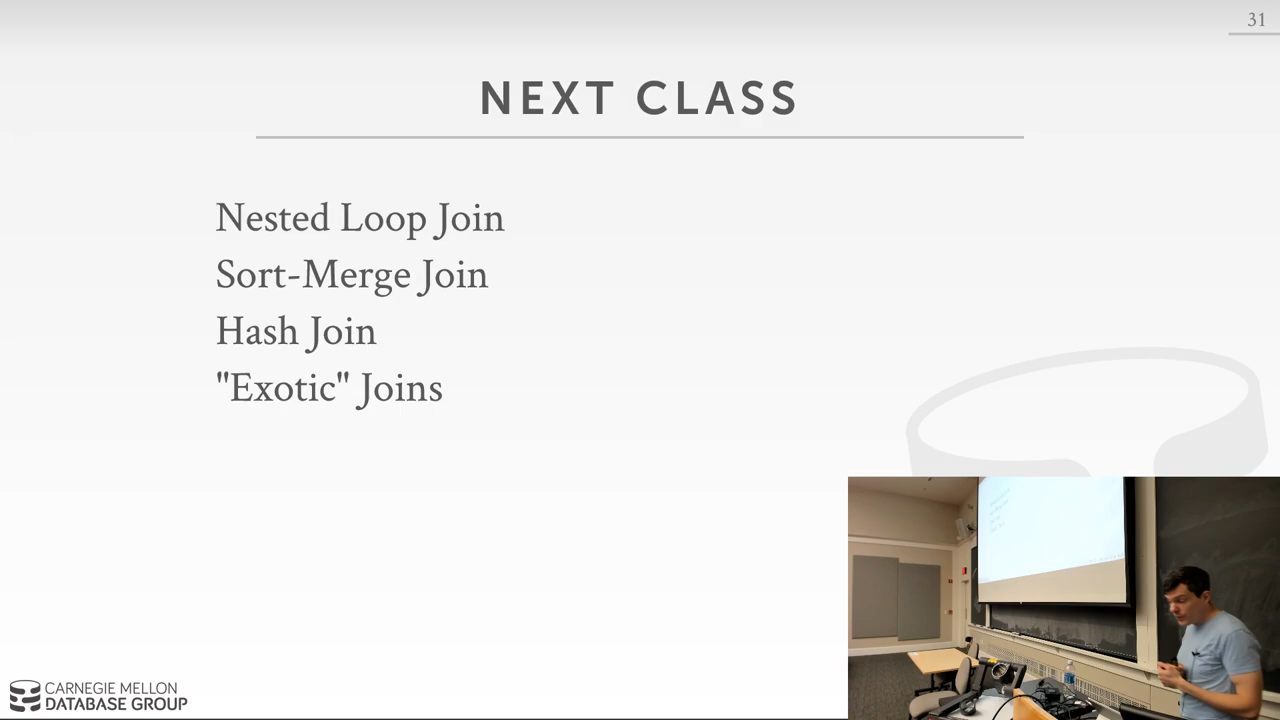 31
NEXT CLASS
Nested Loop Join
Sort-Merge Join
Hash Join
"Exotic" Joins
CARNEGIE MELLON
DATABASE GROUP